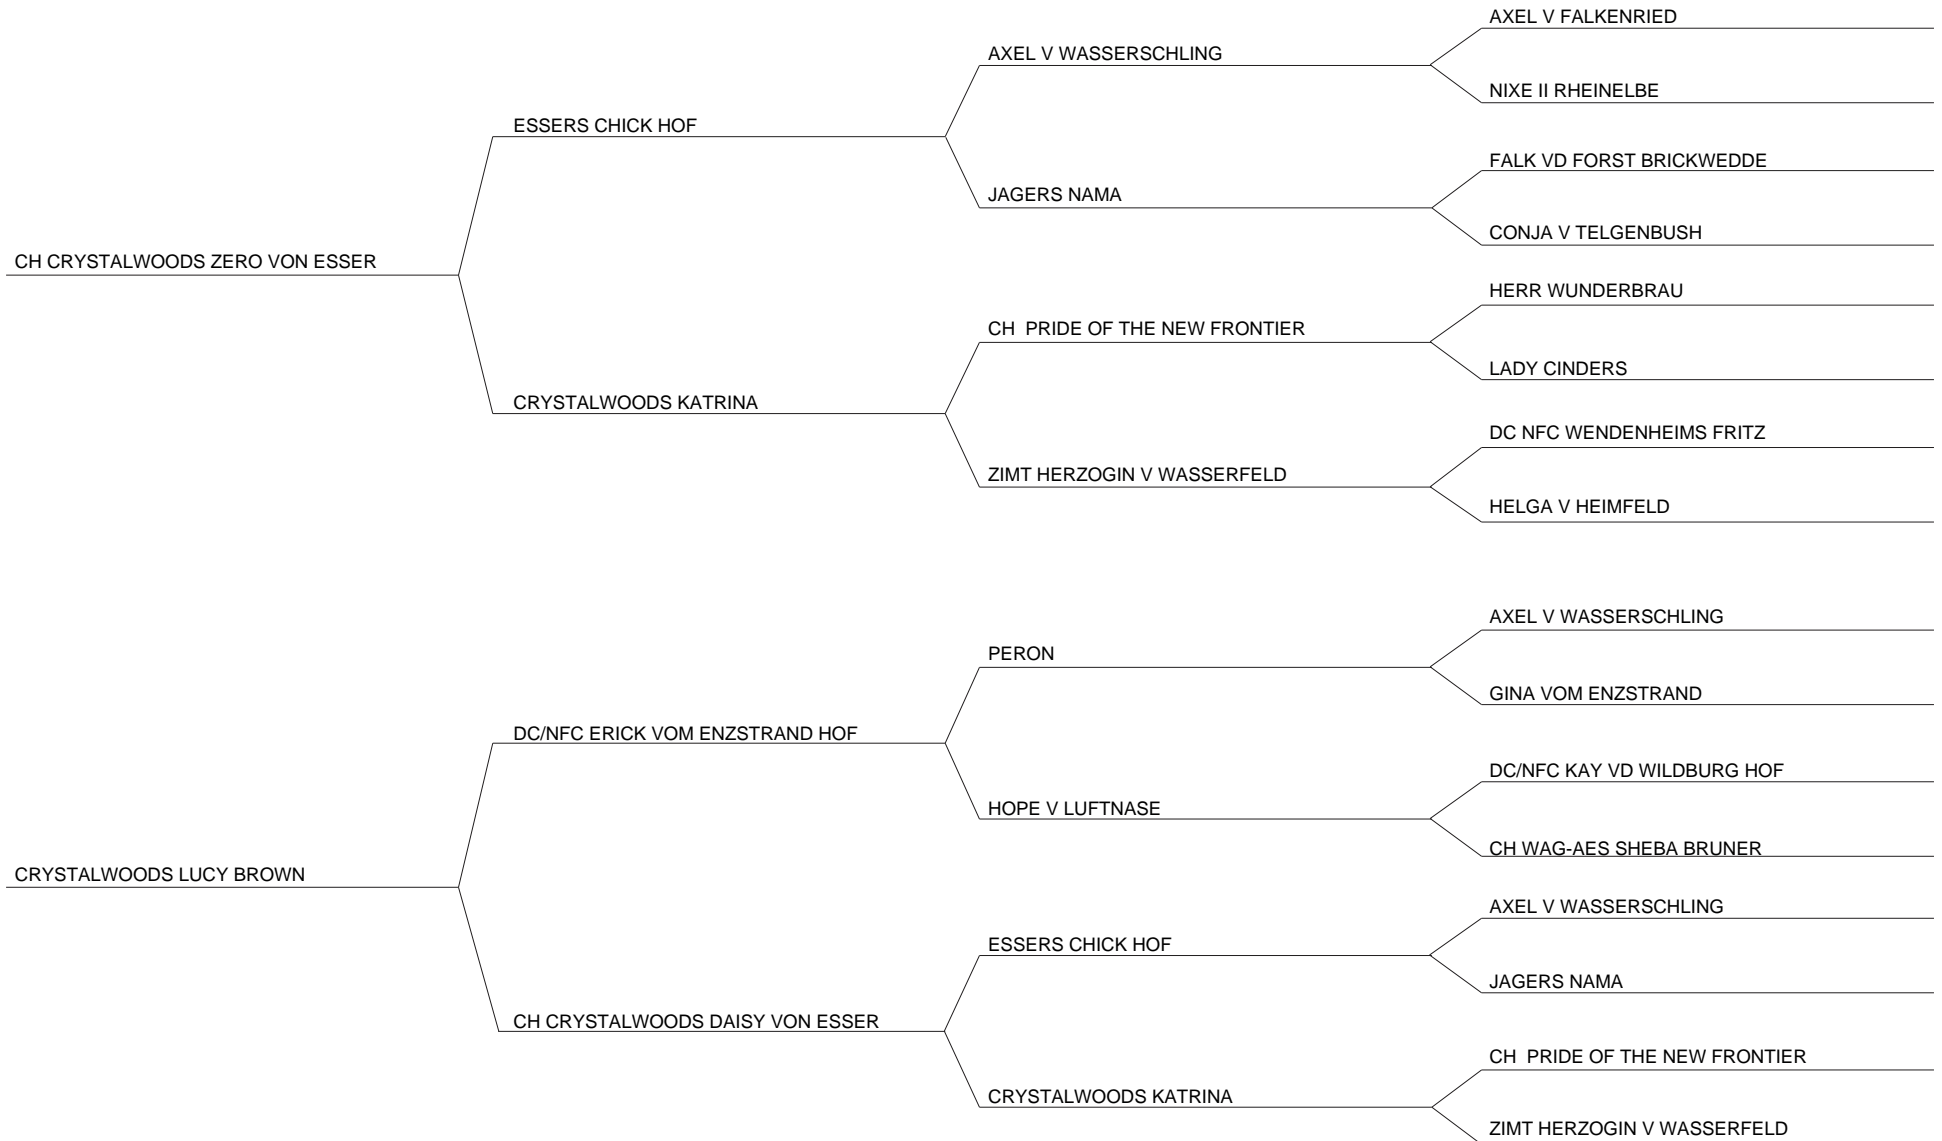 AXEL V FALKENRIED
AXEL V WASSERSCHLING
NIXE II RHEINELBE
ESSERS CHICK HOF
FALK VD FORST BRICKWEDDE
JAGERS NAMA
CONJA V TELGENBUSH
CH CRYSTALWOODS ZERO VON ESSER
HERR WUNDERBRAU
CH  PRIDE OF THE NEW FRONTIER
LADY CINDERS
CRYSTALWOODS KATRINA
DC NFC WENDENHEIMS FRITZ
ZIMT HERZOGIN V WASSERFELD
HELGA V HEIMFELD
AXEL V WASSERSCHLING
PERON
GINA VOM ENZSTRAND
DC/NFC ERICK VOM ENZSTRAND HOF
DC/NFC KAY VD WILDBURG HOF
HOPE V LUFTNASE
CH WAG-AES SHEBA BRUNER
CRYSTALWOODS LUCY BROWN
AXEL V WASSERSCHLING
ESSERS CHICK HOF
JAGERS NAMA
CH CRYSTALWOODS DAISY VON ESSER
CH  PRIDE OF THE NEW FRONTIER
CRYSTALWOODS KATRINA
ZIMT HERZOGIN V WASSERFELD